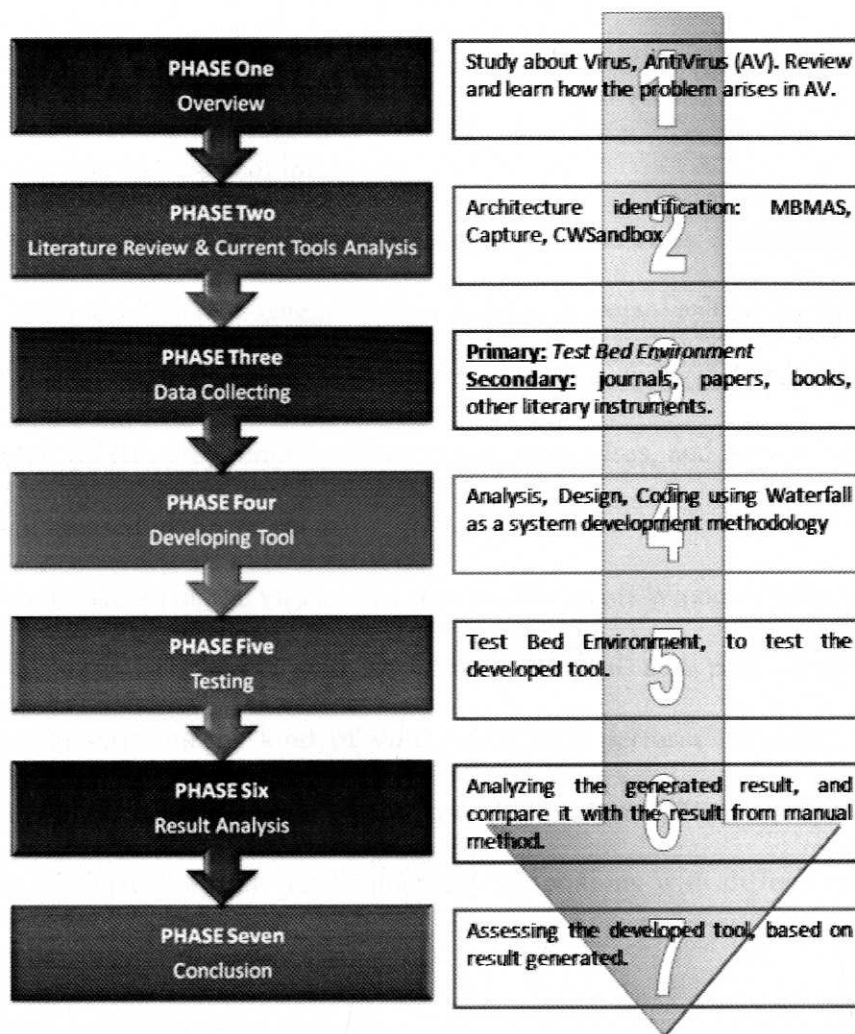 PHASE One
Overview
Study about Virus, AntiVirus (AV). Review
and learn how the problem arises in AV.
1
PHASE Two
Literature Review & Current Tools Analysis
Architecture identification: MBMAS,
Capture, CWSandbox
2
PHASE Three
Data Collecting
Primary: Test Bed Environment
Secondary: journals, papers, books,
other literary instruments.
3
PHASE Four
Developing Tool
Analysis, Design, Coding using Waterfall
as a system development methodology
4
PHASE Five
Testing
Test Bed Environment, to test the
developed tool.
5
PHASE Six
Result Analysis
Analyzing the generated result, and
compare it with the result from manual
method.
6
PHASE Seven
Conclusion
Assessing the developed tool, based on
result generated.
7